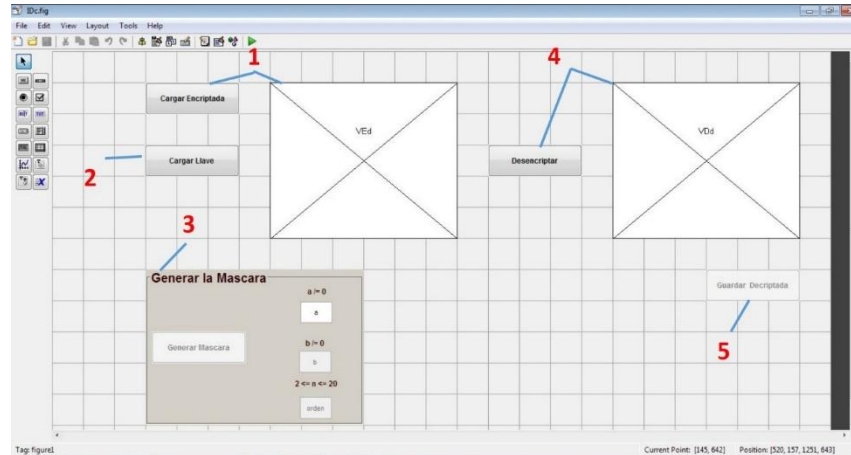 IDc.fig
File Edit View Layout Tools Help
1
4
Cargar Encriptada
VEd
VDd
Cargar Llave
Desencriptar
2
3
Generar la Mascara
a /= 0
a
Guardar Decriptada
Generar Mascara
b /= 0
b
5
2 <= n <= 20
orden
Tag: figure1
Current Point: [145, 642] Position: [520, 157, 1251, 643]